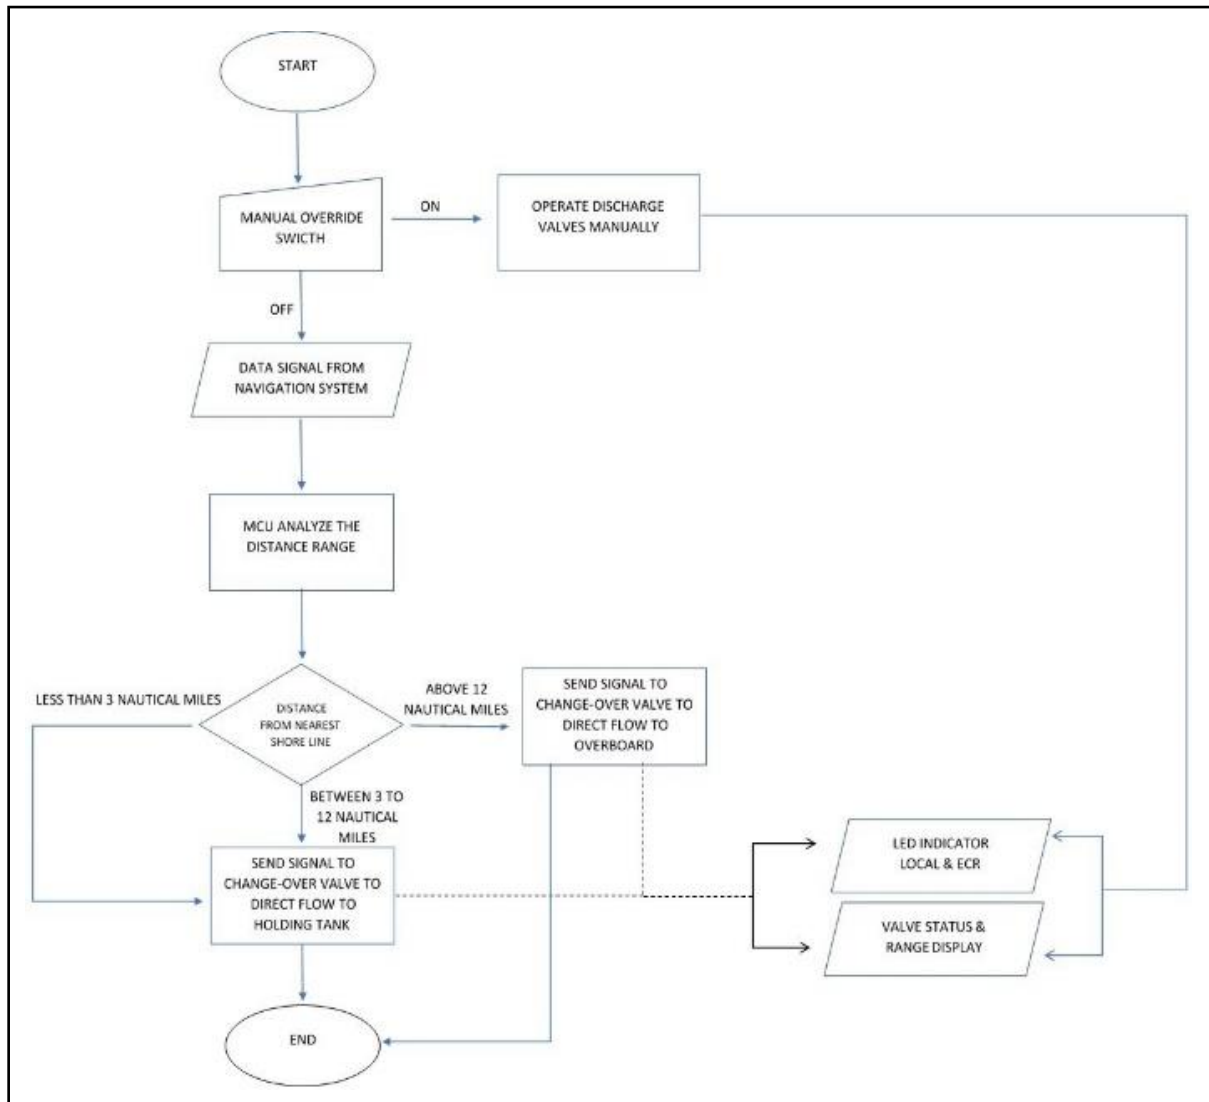 START
MANUAL OVERRIDE
SWICTH
ON
OPERATE DISCHARGE
VALVES MANUALLY
OFF
DATA SIGNAL FROM
NAVIGATION SYSTEM
MCU ANALYZE THE
DISTANCE RANGE
LESS THAN 3 NAUTICAL MILES
DISTANCE
FROM NEAREST
SHORE LINE
ABOVE 12
NAUTICAL MILES
SEND SIGNAL TO
CHANGE-OVER VALVE TO
DIRECT FLOW TO
OVERBOARD
BETWEEN 3 TO
12 NAUTICAL
MILES
SEND SIGNAL TO
CHANGE-OVER VALVE TO
DIRECT FLOW TO
HOLDING TANK
LED INDICATOR
LOCAL & ECR
VALVE STATUS &
RANGE DISPLAY
END